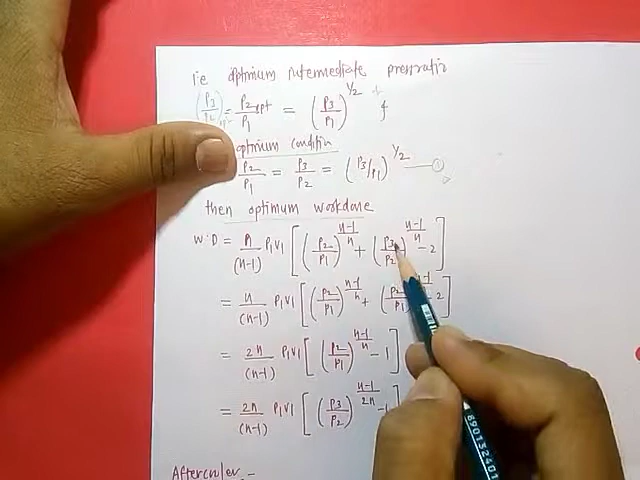 ie optimium intermediate pressratio
(P3/P2) = P2opt/P1 = (P3/P1)^1/2
optimum condition
P2/P1 = P3/P2 = (P3/P1)^1/2 —①
then optimum workdone
W.D = n/(n-1) P1V1 [(P2/P1)^n-1/n + (P3/P2)^n-1/n - 2]
= n/(n-1) P1V1 [(P2/P1)^n-1/n + (P2/P1)^n-1 - 2]
= 2n/(n-1) P1V1 [(P2/P1)^n-1/n - 1]
= 2n/(n-1) P1V1 [(P3/P2)^n-1/2n - 1]
Aftercooler -
890132401